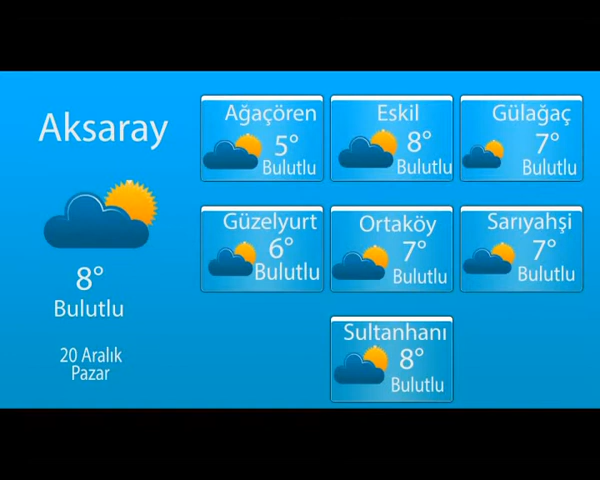 Aksaray
8°
Bulutlu
20 Aralık
Pazar
Ağaçören
5°
Bulutlu
Eskil
8°
Bulutlu
Gülağaç
7°
Bulutlu
Güzelyurt
6°
Bulutlu
Ortaköy
7°
Bulutlu
Sarıyahşi
7°
Bulutlu
Sultanhanı
8°
Bulutlu